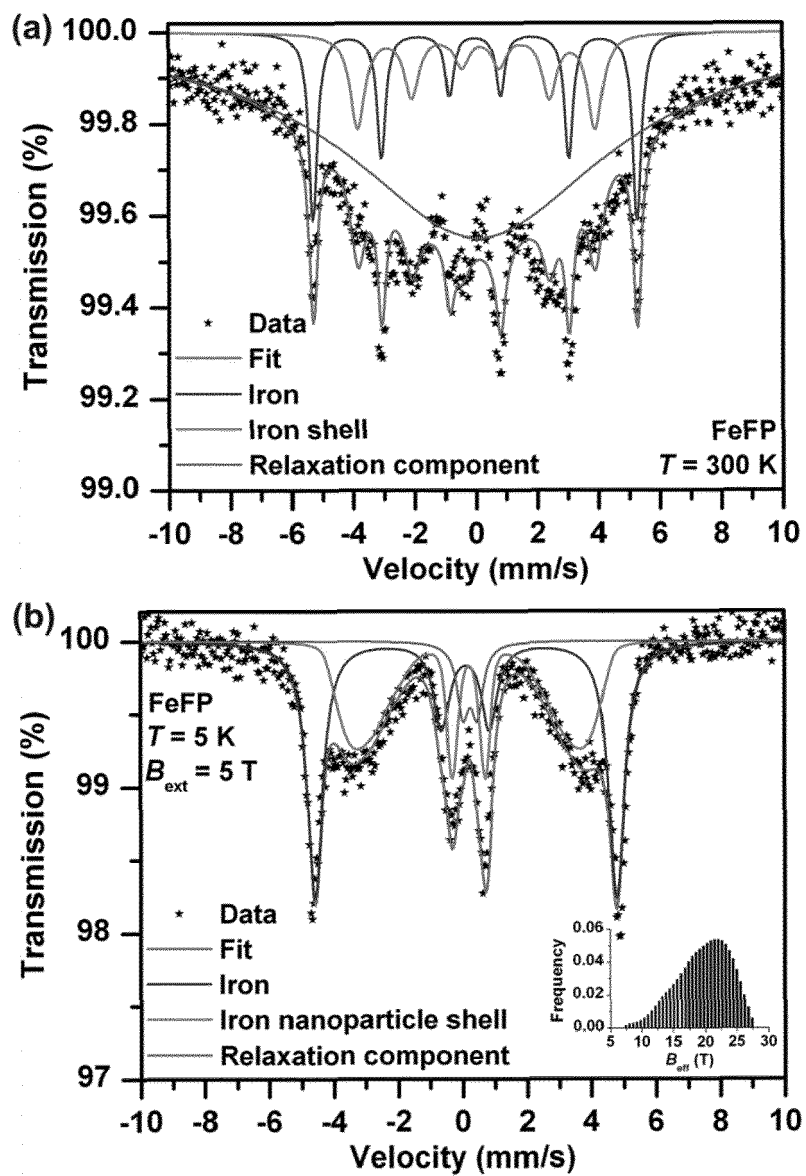 (a)
100.0
99.8
99.6
99.4
99.2
99.0
Transmission (%)
Data
Fit
Iron
Iron shell
Relaxation component
FeFP
T = 300 K
-10 -8 -6 -4 -2 0 2 4 6 8 10
Velocity (mm/s)
(b)
100
99
98
97
Transmission (%)
FeFP
T = 5 K
Bext = 5 T
Data
Fit
Iron
Iron nanoparticle shell
Relaxation component
Frequency
0.06
0.04
0.02
0.00
5 10 15 20 25 30
Beff (T)
-10 -8 -6 -4 -2 0 2 4 6 8 10
Velocity (mm/s)